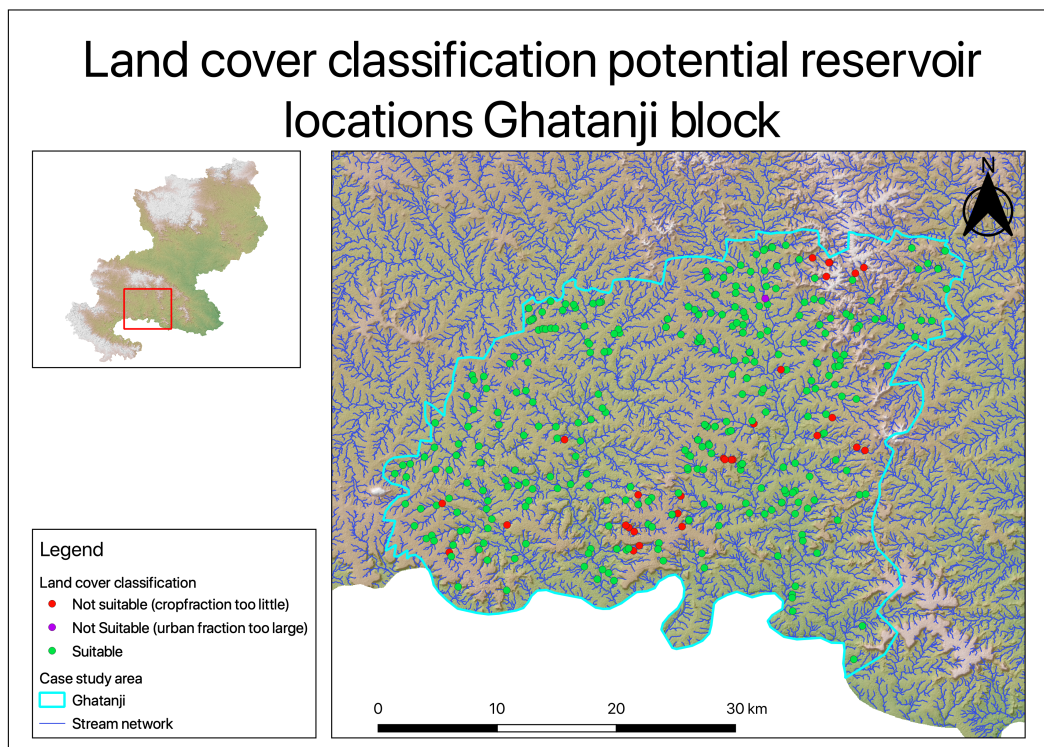 Land cover classification potential reservoir
locations Ghatanji block
N
Legend
Land cover classification
Not suitable (cropfraction too little)
Not Suitable (urban fraction too large)
Suitable
Case study area
Ghatanji
Stream network
0 10 20 30 km